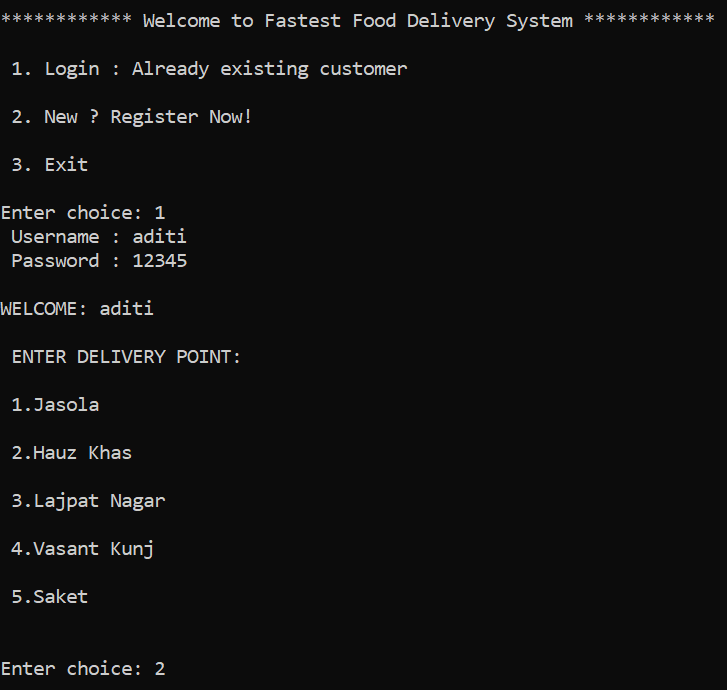 ************ Welcome to Fastest Food Delivery System ************
1. Login : Already existing customer
2. New ? Register Now!
3. Exit
Enter choice: 1
Username : aditi
Password : 12345
WELCOME: aditi
ENTER DELIVERY POINT:
1.Jasola
2.Hauz Khas
3.Lajpat Nagar
4.Vasant Kunj
5.Saket
Enter choice: 2